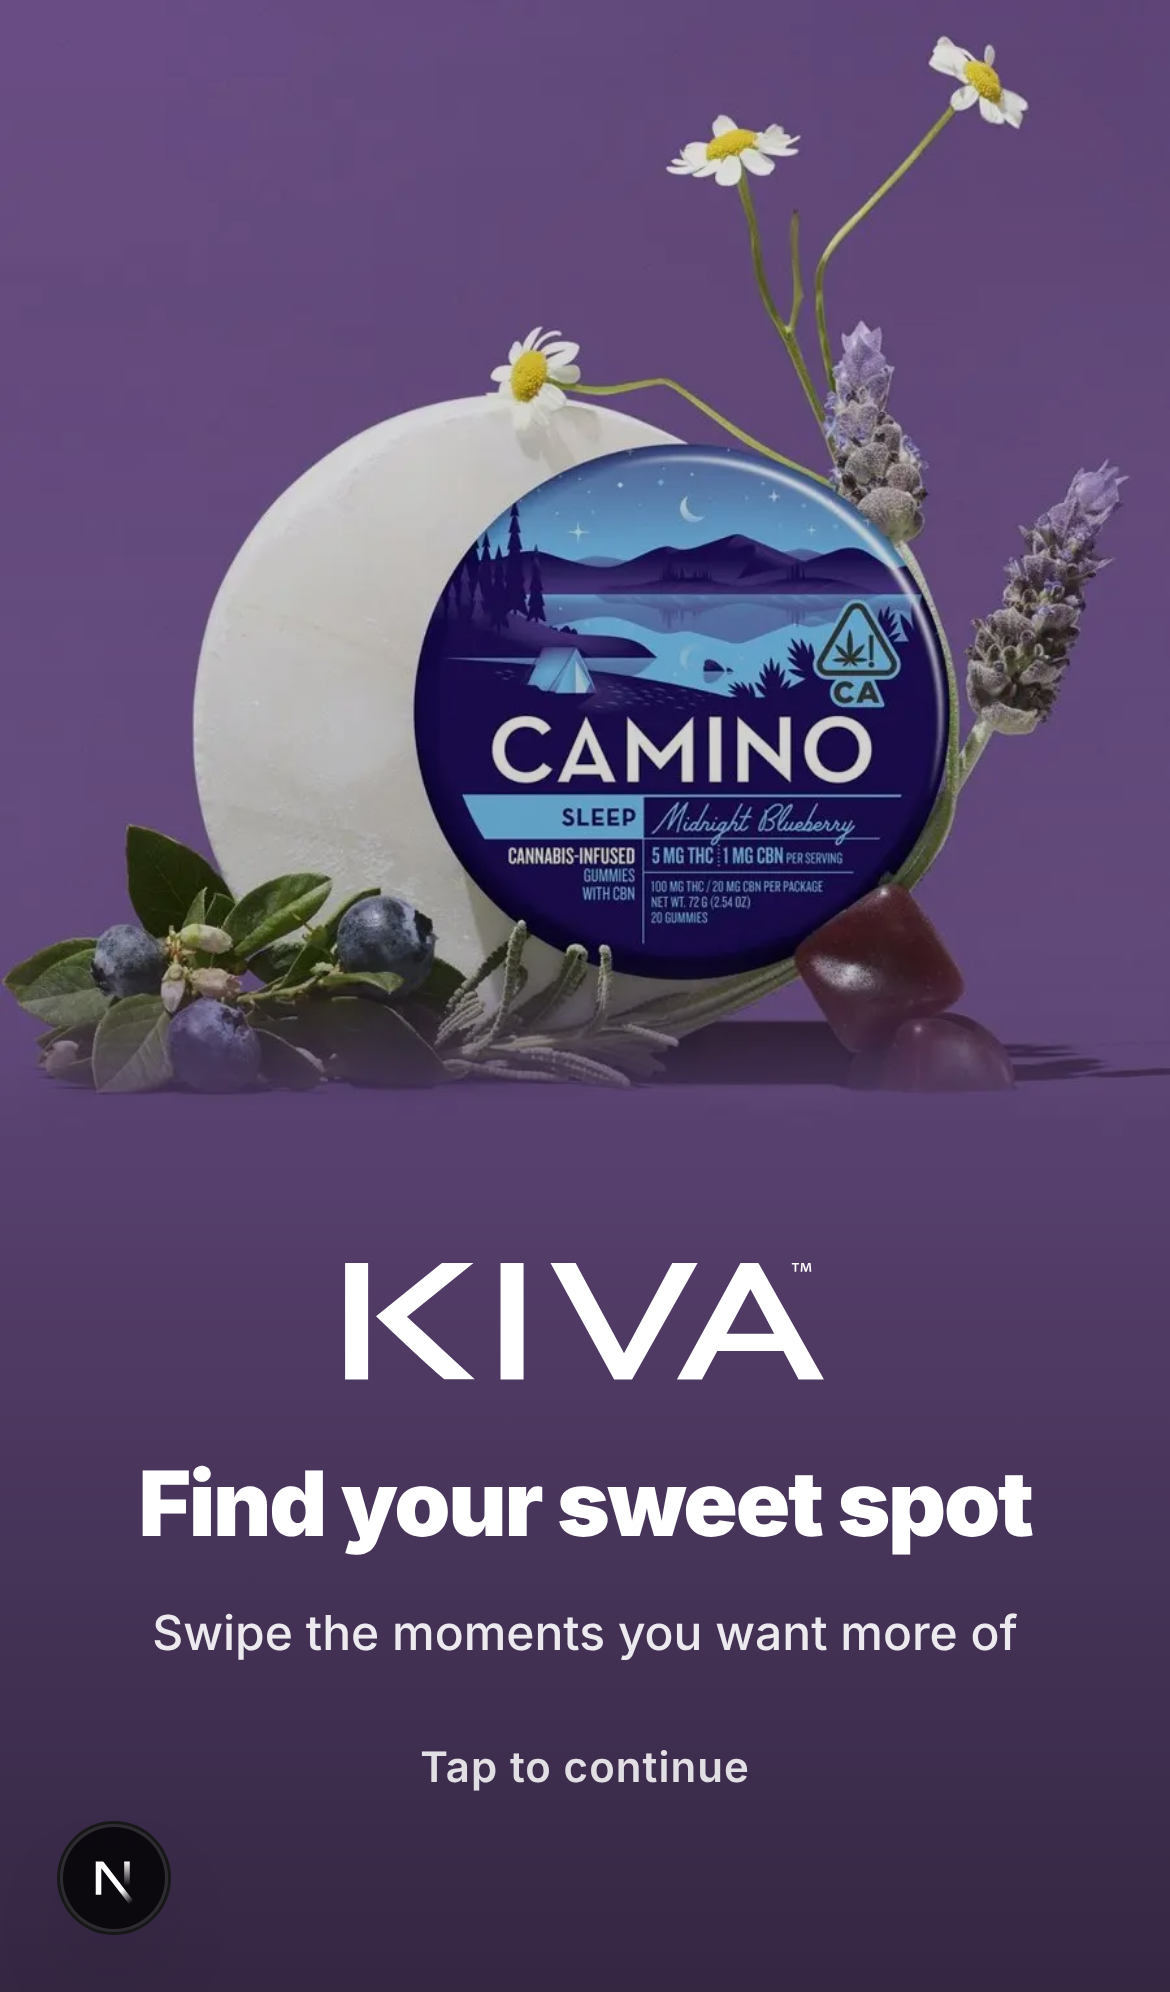 CA
CAMINO
SLEEP
Midnight Blueberry
CANNABIS-INFUSED
GUMMIES
WITH CBN
5 MG THC 1 MG CBN PER SERVING
100 MG THC / 20 MG CBN PER PACKAGE
NET WT. 72 G (2.54 OZ)
20 GUMMIES
KIVA™
Find your sweet spot
Swipe the moments you want more of
Tap to continue
N